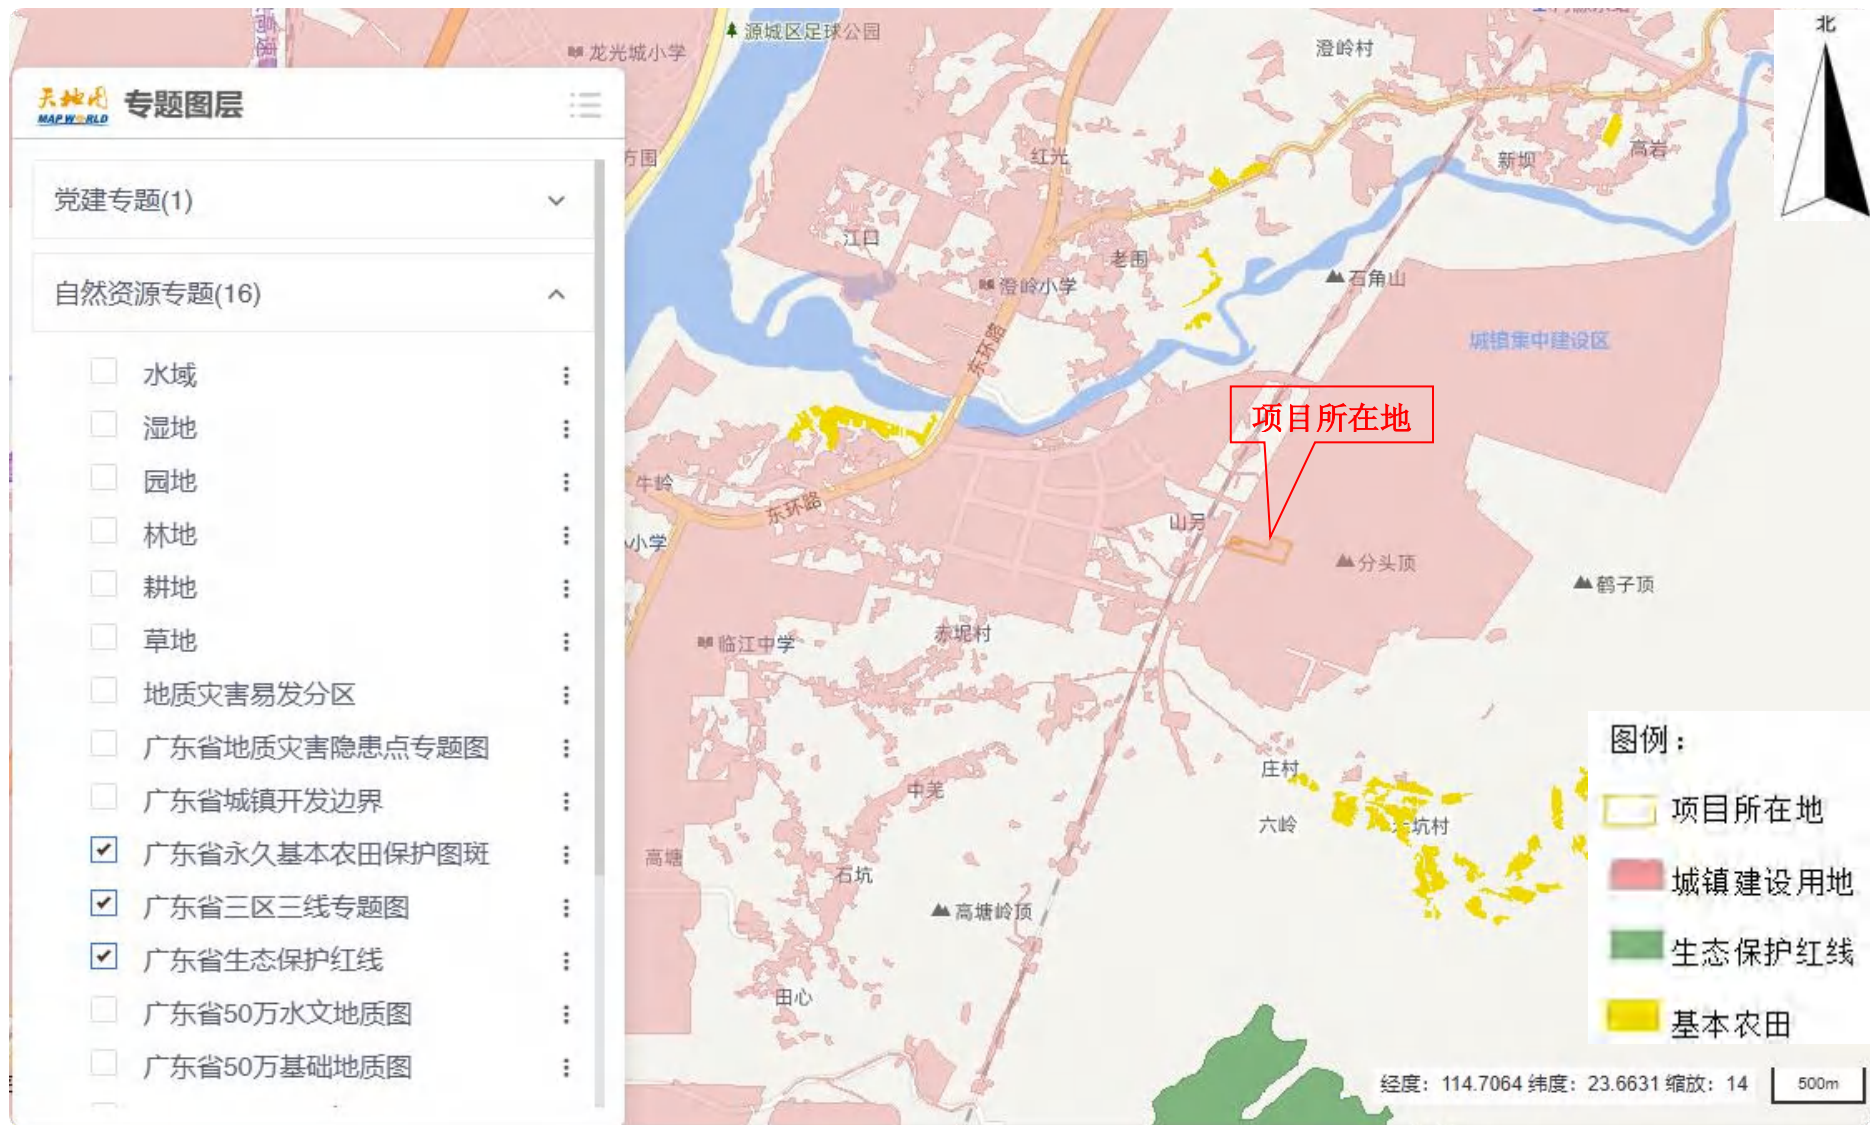 天地图
MAP WORLD
专题图层
党建专题(1)
自然资源专题(16)
水域
湿地
园地
林地
耕地
草地
地质灾害易发分区
广东省地质灾害隐患点专题图
广东省城镇开发边界
广东省永久基本农田保护图斑
广东省三区三线专题图
广东省生态保护红线
广东省50万水文地质图
广东省50万基础地质图
高速
龙光城小学
源城区足球公园
澄岭村
北
方围
红光
新坝
高岩
江口
老围
澄岭小学
石角山
东环路
城镇集中建设区
项目所在地
牛岭
东环路
山另
小学
分头顶
鹤子顶
赤坭村
临江中学
庄村
中羌
六岭
坑村
高塘
石坑
高塘岭顶
田心
图例：
项目所在地
城镇建设用地
生态保护红线
基本农田
经度：114.7064 纬度：23.6631 缩放：14
500m